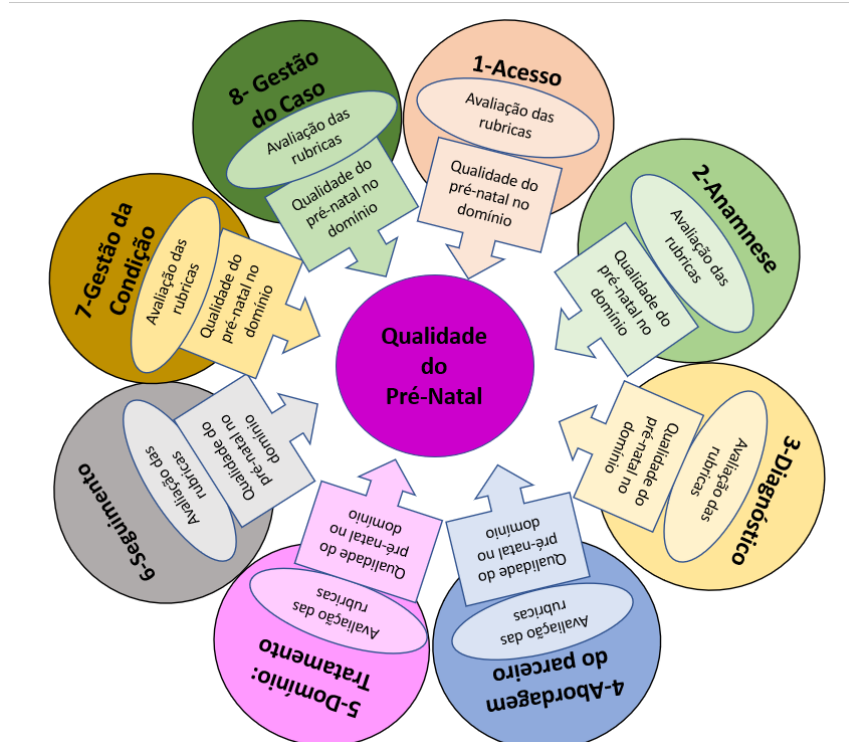 1-Acesso
Avaliação das
rubricas
Qualidade do
pré-natal no
domínio
2-Anamnese
Avaliação das
rubricas
Qualidade do
pré-natal no
domínio
3-Diagnóstico
Avaliação das
rubricas
Qualidade do
pré-natal no
domínio
4-Abordagem
do parceiro
Avaliação das
rubricas
Qualidade do
pré-natal no
domínio
5-Domínio:
Tratamento
Avaliação das
rubricas
Qualidade do
pré-natal no
domínio
6-Seguimento
Avaliação das
rubricas
Qualidade do
pré-natal no
domínio
7-Gestão da
Condição
Avaliação das
rubricas
Qualidade do
pré-natal no
domínio
8- Gestão
do Caso
Avaliação das
rubricas
Qualidade do
pré-natal no
domínio
Qualidade
do
Pré-Natal